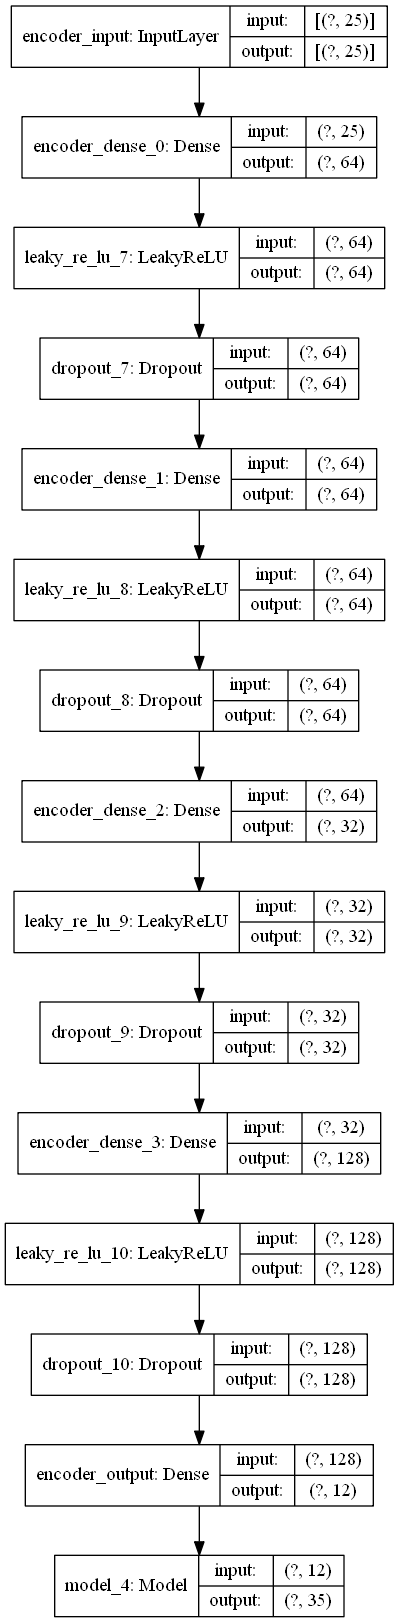 encoder_input: InputLayer
input:
[(?, 25)]
output:
[(?, 25)]
encoder_dense_0: Dense
input:
(?, 25)
output:
(?, 64)
leaky_re_lu_7: LeakyReLU
input:
(?, 64)
output:
(?, 64)
dropout_7: Dropout
input:
(?, 64)
output:
(?, 64)
encoder_dense_1: Dense
input:
(?, 64)
output:
(?, 64)
leaky_re_lu_8: LeakyReLU
input:
(?, 64)
output:
(?, 64)
dropout_8: Dropout
input:
(?, 64)
output:
(?, 64)
encoder_dense_2: Dense
input:
(?, 64)
output:
(?, 32)
leaky_re_lu_9: LeakyReLU
input:
(?, 32)
output:
(?, 32)
dropout_9: Dropout
input:
(?, 32)
output:
(?, 32)
encoder_dense_3: Dense
input:
(?, 32)
output:
(?, 128)
leaky_re_lu_10: LeakyReLU
input:
(?, 128)
output:
(?, 128)
dropout_10: Dropout
input:
(?, 128)
output:
(?, 128)
encoder_output: Dense
input:
(?, 128)
output:
(?, 12)
model_4: Model
input:
(?, 12)
output:
(?, 35)